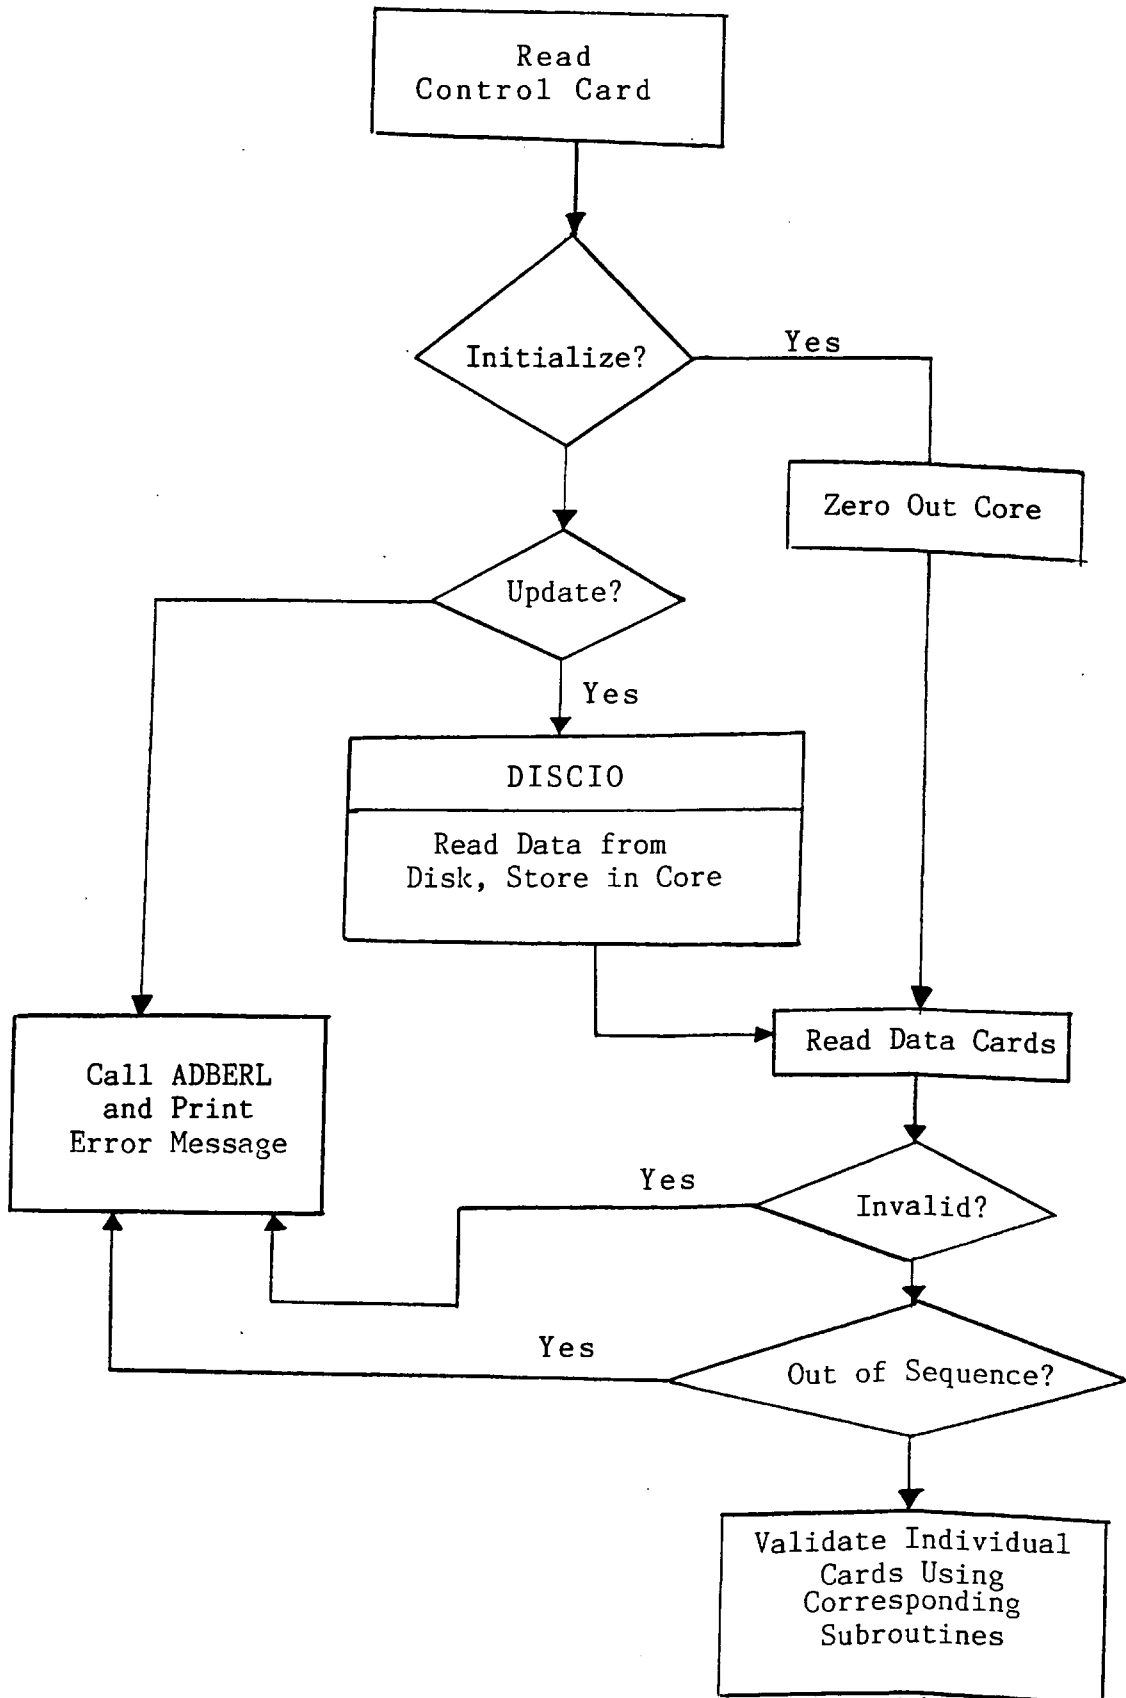 Read
Control Card
Yes
Initialize?
Zero Out Core
Update?
Yes
DISCIO
Read Data from
Disk, Store in Core
Read Data Cards
Call ADBERL
and Print
Error Message
Yes
Invalid?
Yes
Out of Sequence?
Validate Individual
Cards Using
Corresponding
Subroutines